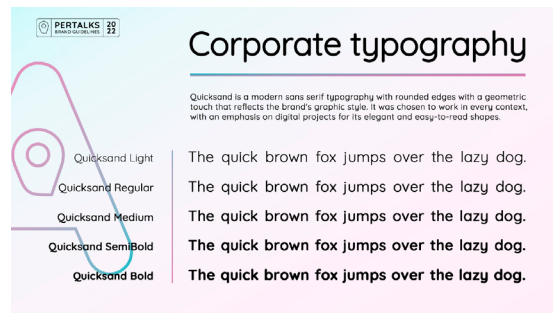 PERTALKS 20
BRAND GUIDELINES 22
Corporate typography
Quicksand is a modern sans serif typography with rounded edges with a geometric
touch that reflects the brand's graphic style. It was chosen to work in every context,
with an emphasis on digital projects for its elegant and easy-to-read shapes.
Quicksand Light The quick brown fox jumps over the lazy dog.
Quicksand Regular The quick brown fox jumps over the lazy dog.
Quicksand Medium The quick brown fox jumps over the lazy dog.
Quicksand SemiBold The quick brown fox jumps over the lazy dog.
Quicksand Bold The quick brown fox jumps over the lazy dog.